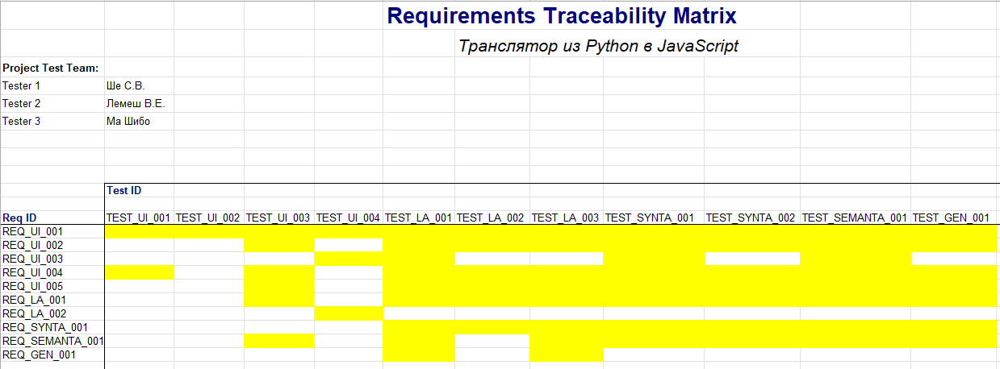 Requirements Traceability Matrix
Транслятор из Python в JavaScript
Project Test Team:
Tester 1 Ше С.В.
Tester 2 Лемеш В.Е.
Tester 3 Ма Шибо
Test ID
Req ID TEST_UI_001 TEST_UI_002 TEST_UI_003 TEST_UI_004 TEST_LA_001 TEST_LA_002 TEST_LA_003 TEST_SYNTA_001 TEST_SYNTA_002 TEST_SEMANTA_001 TEST_GEN_001
REQ_UI_001
REQ_UI_002
REQ_UI_003
REQ_UI_004
REQ_UI_005
REQ_LA_001
REQ_LA_002
REQ_SYNTA_001
REQ_SEMANTA_001
REQ_GEN_001